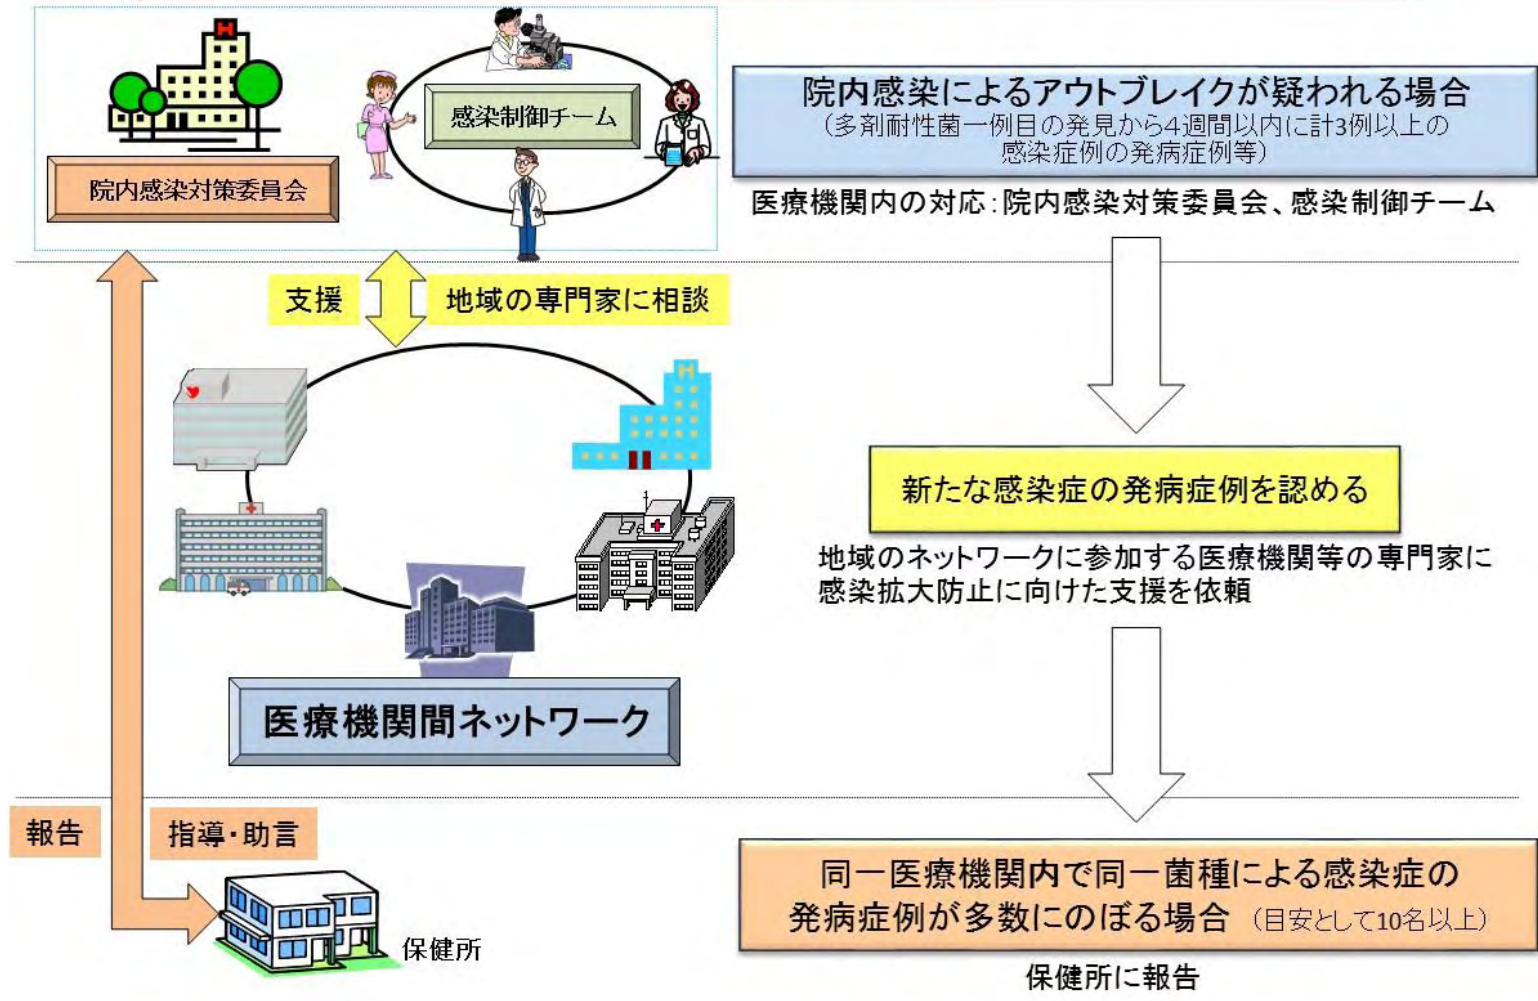 感染制御チーム
院内感染対策委員会
院内感染によるアウトブレイクが疑われる場合
（多剤耐性菌一例目の発見から4週間以内に計3例以上の
感染症例の発病症例等）
医療機関内の対応：院内感染対策委員会、感染制御チーム
支援
地域の専門家に相談
新たな感染症の発病症例を認める
地域のネットワークに参加する医療機関等の専門家に
感染拡大防止に向けた支援を依頼
医療機関間ネットワーク
報告
指導・助言
保健所
同一医療機関内で同一菌種による感染症の
発病症例が多数にのぼる場合 （目安として10名以上）
保健所に報告
H
H